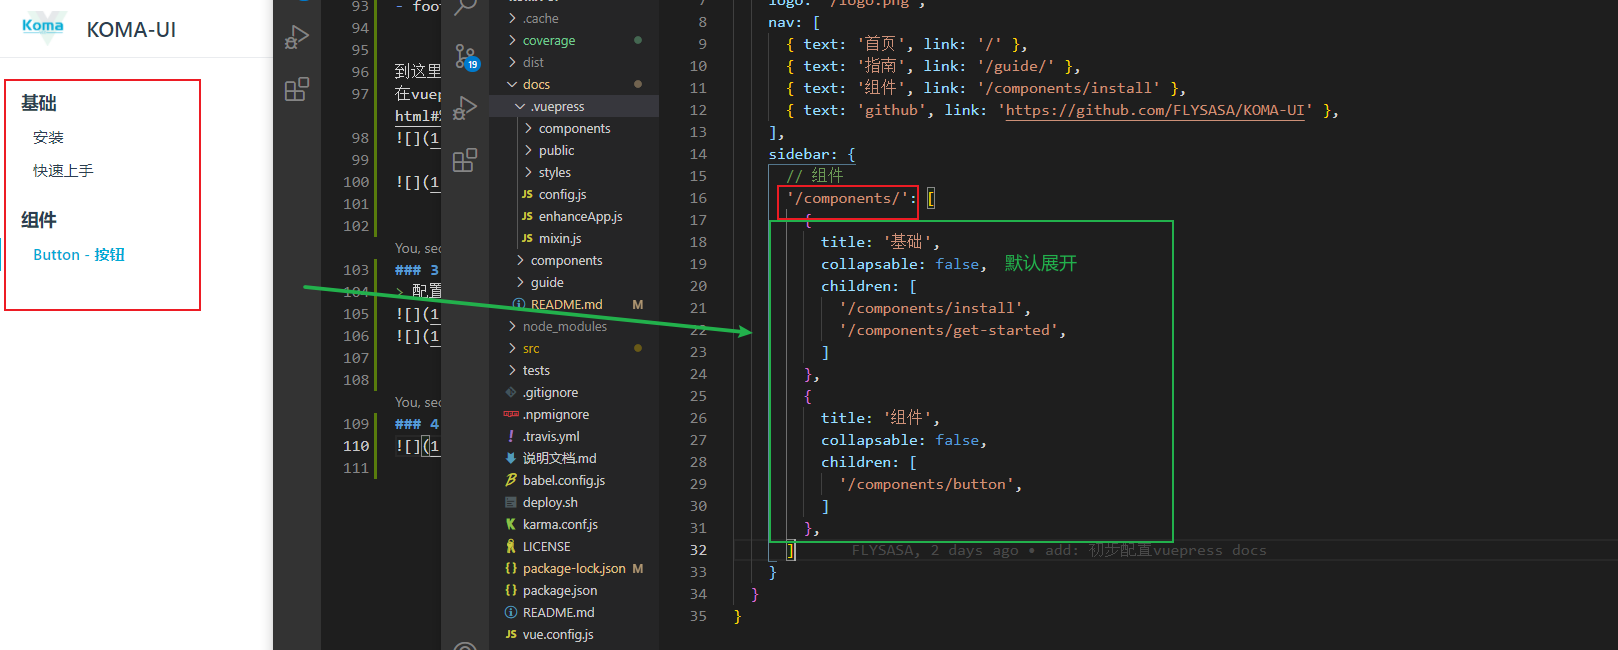 Koma
KOMA-UI
基础
安装
快速上手
组件
Button - 按钮
93
- foot
94
95
96
到这里
97
在vuep
html#
98
![](1
99
100
![](1
101
102
You, sec
103
### 3
104
> 配置
105
![](1
106
![](1
107
108
You, sec
109
### 4
110
![](1
111
19
.cache
coverage
dist
docs
.vuepress
components
public
styles
JS config.js
JS enhanceApp.js
JS mixin.js
components
guide
README.md M
node_modules
src
tests
.gitignore
.npmignore
.travis.yml
说明文档.md
babel.config.js
deploy.sh
karma.conf.js
LICENSE
package-lock.json M
package.json
README.md
JS vue.config.js
7 logo: '/logo.png',
8 nav: [
9 { text: '首页', link: '/' },
10 { text: '指南', link: '/guide/' },
11 { text: '组件', link: '/components/install' },
12 { text: 'github', link: 'https://github.com/FLYSASA/KOMA-UI' },
13 ],
14 sidebar: {
15 // 组件
16 '/components/': [
17 {
18 title: '基础',
19 collapsable: false, 默认展开
20 children: [
21 '/components/install',
22 '/components/get-started',
23 ]
24 },
25 {
26 title: '组件',
27 collapsable: false,
28 children: [
29 '/components/button',
30 ]
31 },
32 ] FLYSASA, 2 days ago • add: 初步配置vuepress docs
33 }
34 }
35 }